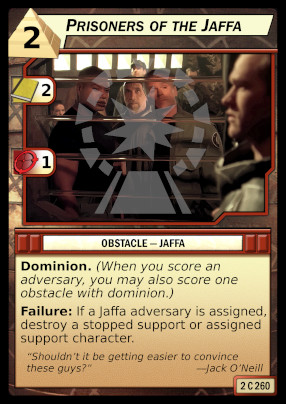 PRISONERS OF THE JAFFA
2
2
1
OBSTACLE – JAFFA
Dominion. (When you score an
adversary, you may also score one
obstacle with dominion.)
Failure: If a Jaffa adversary is assigned,
destroy a stopped support or assigned
support character.
“Shouldn’t it be getting easier to convince
these guys?” —Jack O’Neill
2 C 260